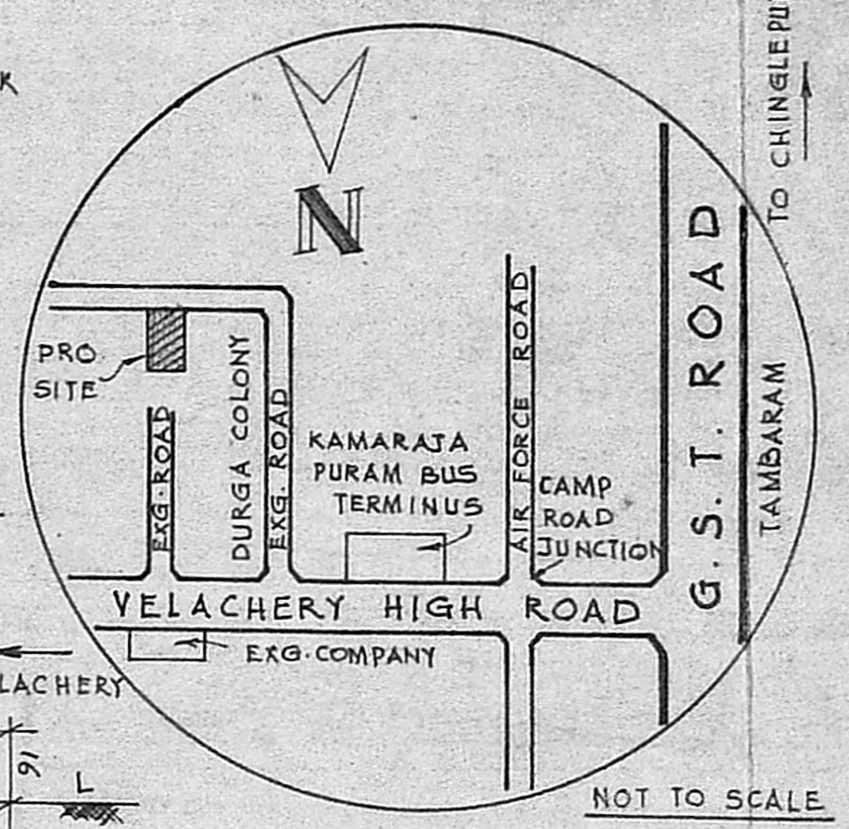 TO CHINGLEPU
N
G. S. T. ROAD
TAMBARAM
PRO.
SITE
EXG. ROAD
DURGA COLONY
EXG. ROAD
KAMARAJA
PURAM BUS
TERMINUS
AIR FORCE ROAD
CAMP
ROAD
JUNCTION
VELACHERY HIGH ROAD
EXG. COMPANY
LACHERY
16
L
NOT TO SCALE